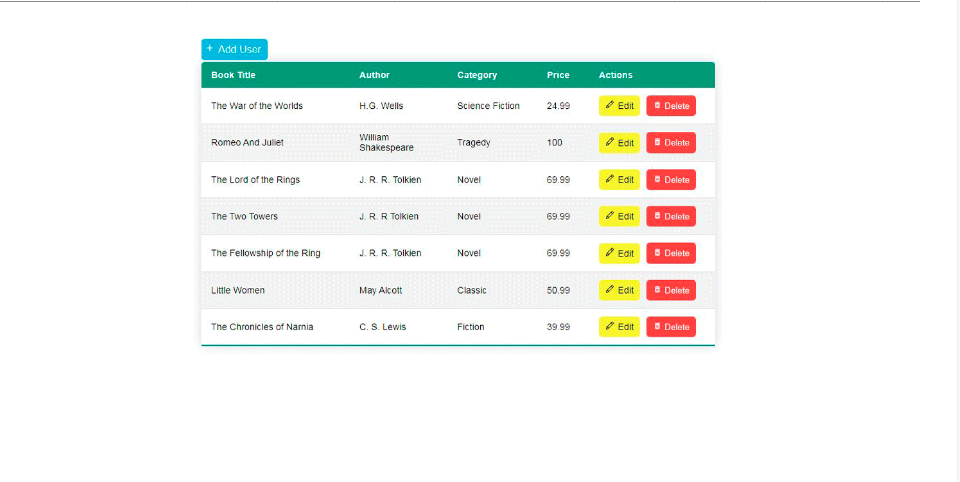 + Add User
Book Title Author Category Price Actions
The War of the Worlds H.G. Wells Science Fiction 24.99 Edit Delete
Romeo And Juliet William Shakespeare Tragedy 100 Edit Delete
The Lord of the Rings J. R. R. Tolkien Novel 69.99 Edit Delete
The Two Towers J. R. R Tolkien Novel 69.99 Edit Delete
The Fellowship of the Ring J. R. R. Tolkien Novel 69.99 Edit Delete
Little Women May Alcott Classic 50.99 Edit Delete
The Chronicles of Narnia C. S. Lewis Fiction 39.99 Edit Delete